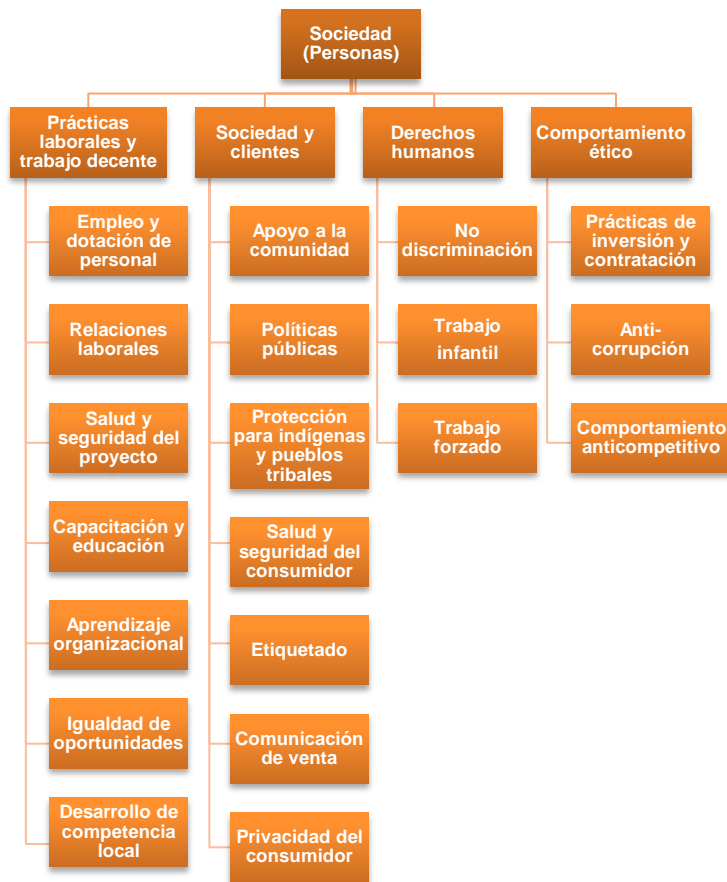 Sociedad
(Personas)
Prácticas
laborales y
trabajo decente
Empleo y
dotación de
personal
Relaciones
laborales
Salud y
seguridad del
proyecto
Capacitación y
educación
Aprendizaje
organizacional
Igualdad de
oportunidades
Desarrollo de
competencia
local
Sociedad y
clientes
Apoyo a la
comunidad
Políticas
públicas
Protección
para indígenas
y pueblos
tribales
Salud y
seguridad del
consumidor
Etiquetado
Comunicación
de venta
Privacidad del
consumidor
Derechos
humanos
No
discriminación
Trabajo
infantil
Trabajo
forzado
Comportamiento
ético
Prácticas de
inversión y
contratación
Anti-
corrupción
Comportamiento
anticompetitivo